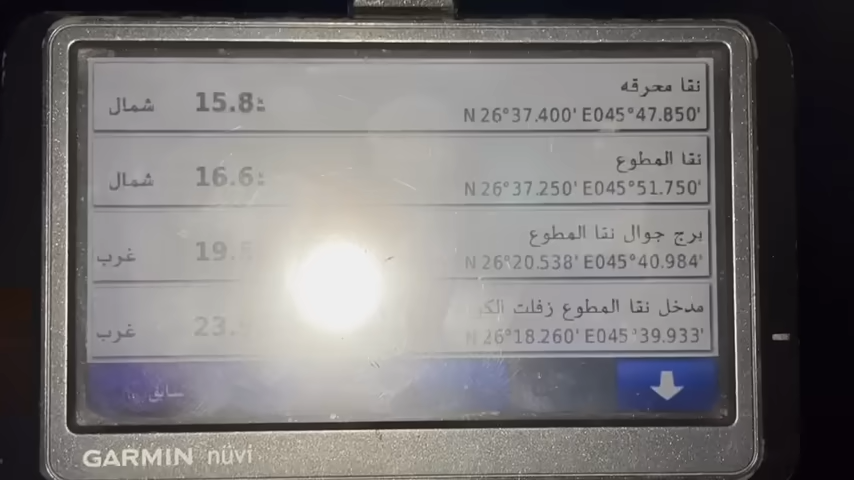 نقا محرقه
N 26°37.400' E045°47.850'
15.8
شمال
نقا المطوع
N 26°37.250' E045°51.750'
16.6
شمال
برج جوال نقا المطوع
N 26°20.538' E045°40.984'
غرب
مدخل نقا المطوع زفلت
N 26°18.260' E045°39.933'
غرب
سابق
GARMIN nüvi